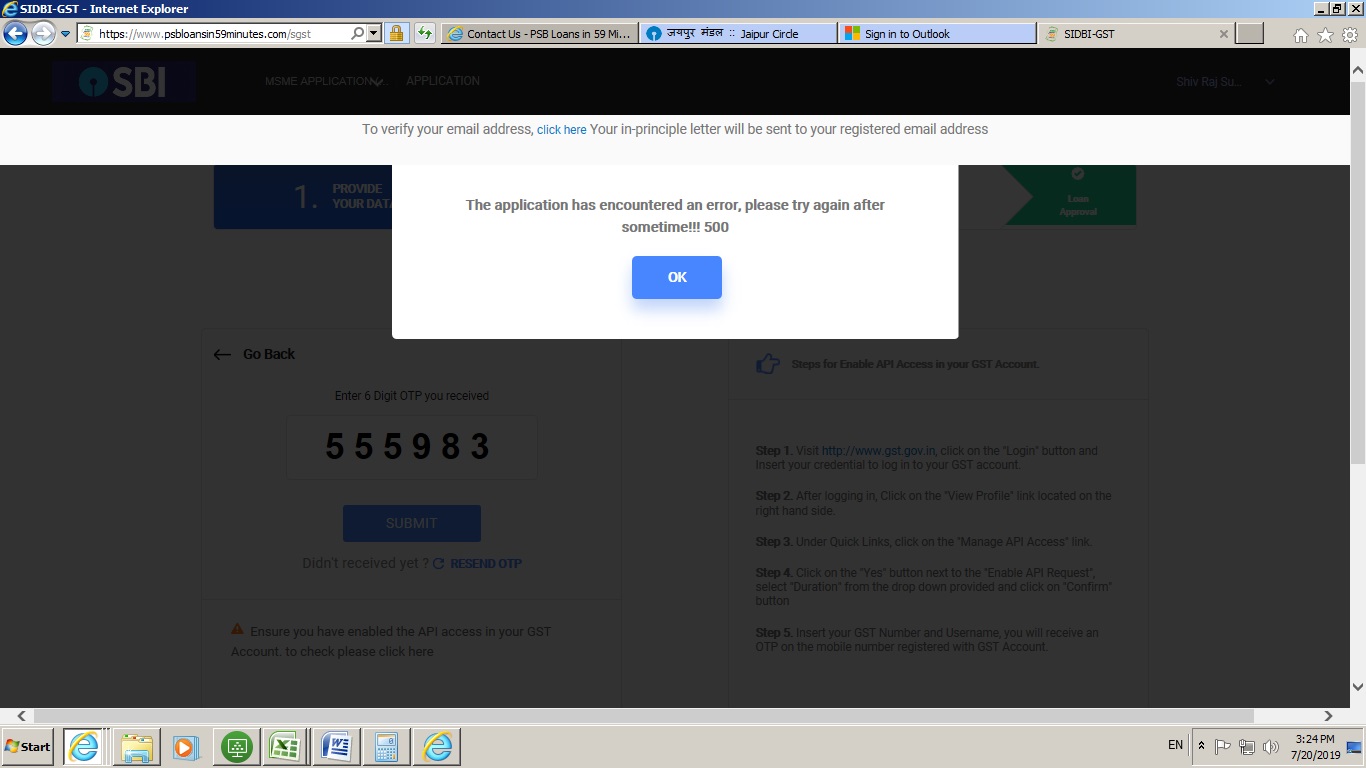 SIDBI-GST - Internet Explorer
https://www.psbloansin59minutes.com/sgst
Contact Us - PSB Loans in 59 Mi...
जयपुर मंडल :: Jaipur Circle
Sign in to Outlook
SIDBI-GST
SBI
MSME APPLICATION...
APPLICATION
Shiv Raj Su...
To verify your email address, click here Your in-principle letter will be sent to your registered email address
1. PROVIDE
YOUR DATA
Loan
Approval
The application has encountered an error, please try again after
sometime!!! 500
OK
Go Back
Enter 6 Digit OTP you received
5 5 5 9 8 3
SUBMIT
Didn't received yet ? RESEND OTP
Ensure you have enabled the API access in your GST
Account. to check please click here
Steps for Enable API Access in your GST Account.
Step 1. Visit http://www.gst.gov.in, click on the "Login" button and
Insert your credential to log in to your GST account.
Step 2. After logging in, Click on the "View Profile" link located on the
right hand side.
Step 3. Under Quick Links, click on the "Manage API Access" link.
Step 4. Click on the "Yes" button next to the "Enable API Request",
select "Duration" from the drop down provided and click on "Confirm"
button
Step 5. Insert your GST Number and Username, you will receive an
OTP on the mobile number registered with GST Account.
Start
EN
3:24 PM
7/20/2019